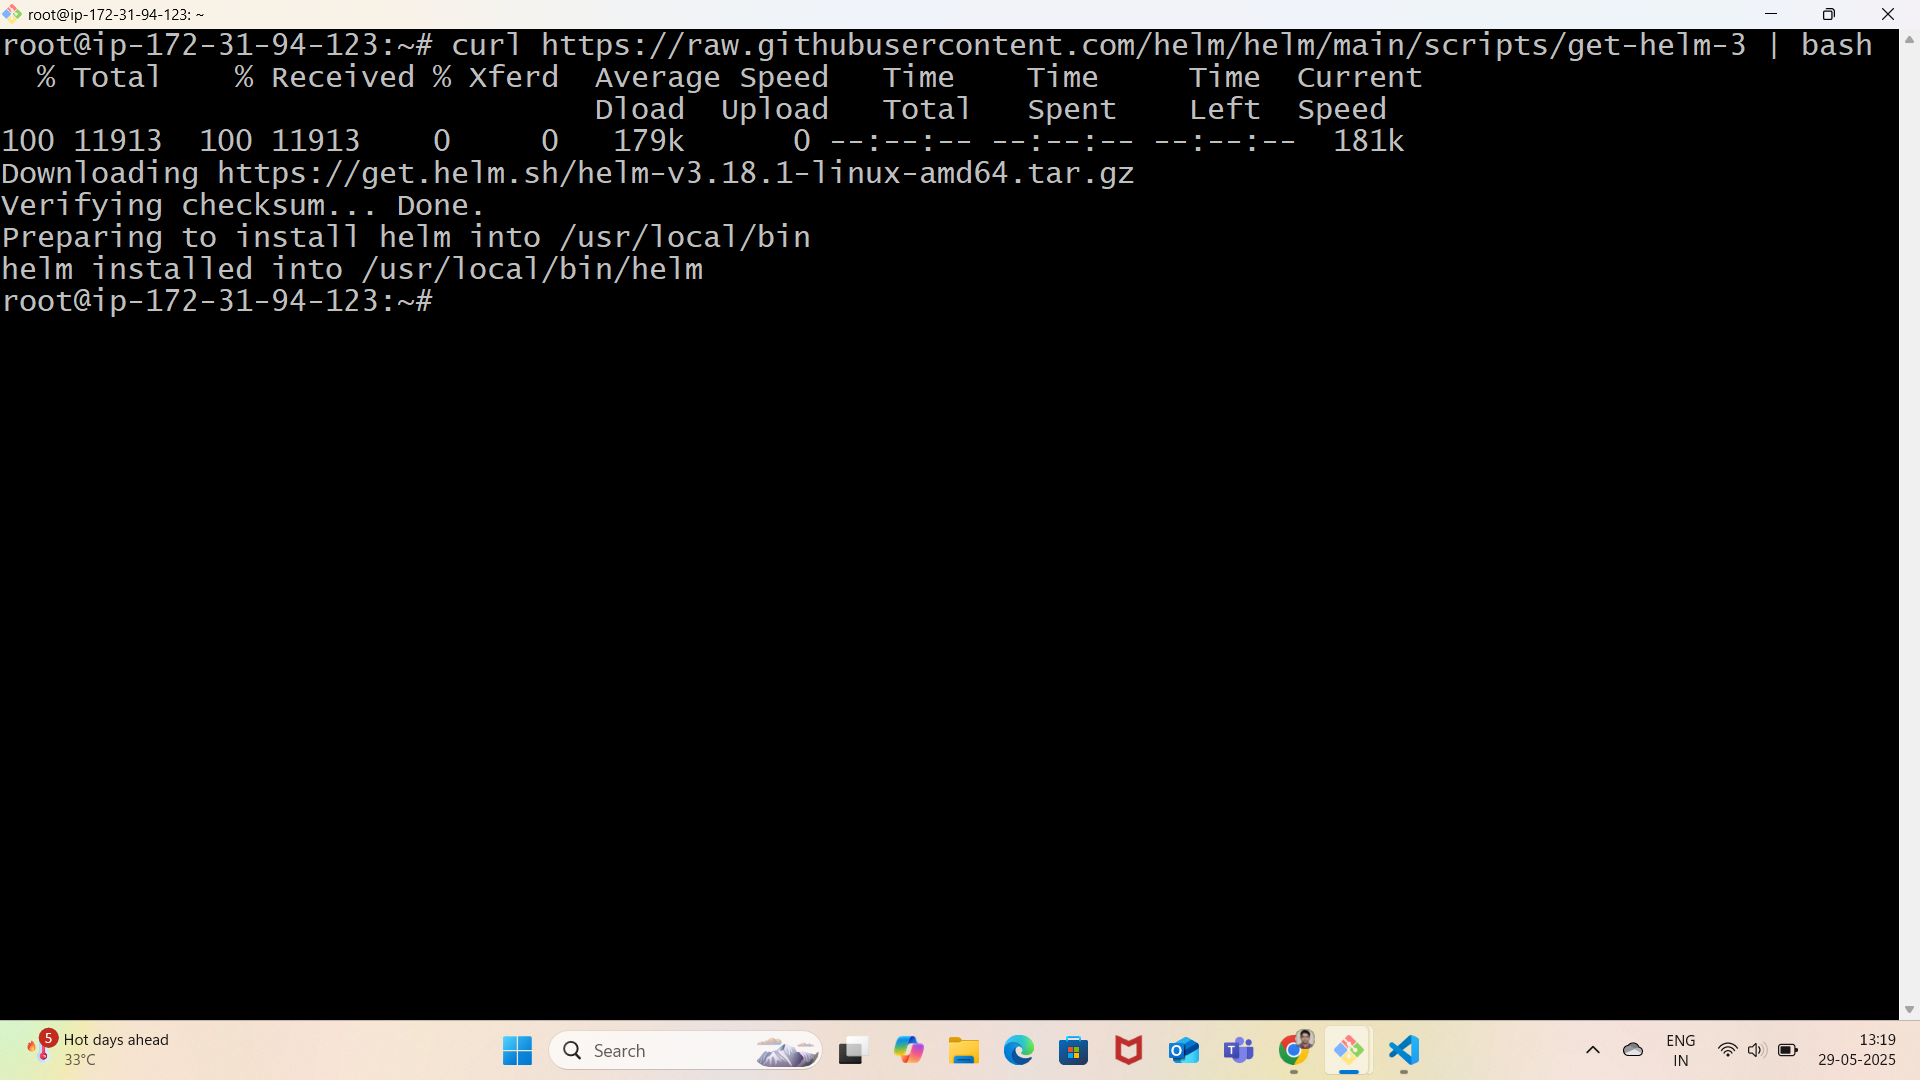 root@ip-172-31-94-123: ~
root@ip-172-31-94-123:~# curl https://raw.githubusercontent.com/helm/helm/main/scripts/get-helm-3 | bash
  % Total    % Received % Xferd  Average Speed   Time    Time     Time  Current
                                 Dload  Upload   Total   Spent    Left  Speed
100 11913  100 11913    0     0   179k      0 --:--:-- --:--:-- --:--:--  181k
Downloading https://get.helm.sh/helm-v3.18.1-linux-amd64.tar.gz
Verifying checksum... Done.
Preparing to install helm into /usr/local/bin
helm installed into /usr/local/bin/helm
root@ip-172-31-94-123:~#
5
Hot days ahead
33°C
Search
ENG
IN
13:19
29-05-2025